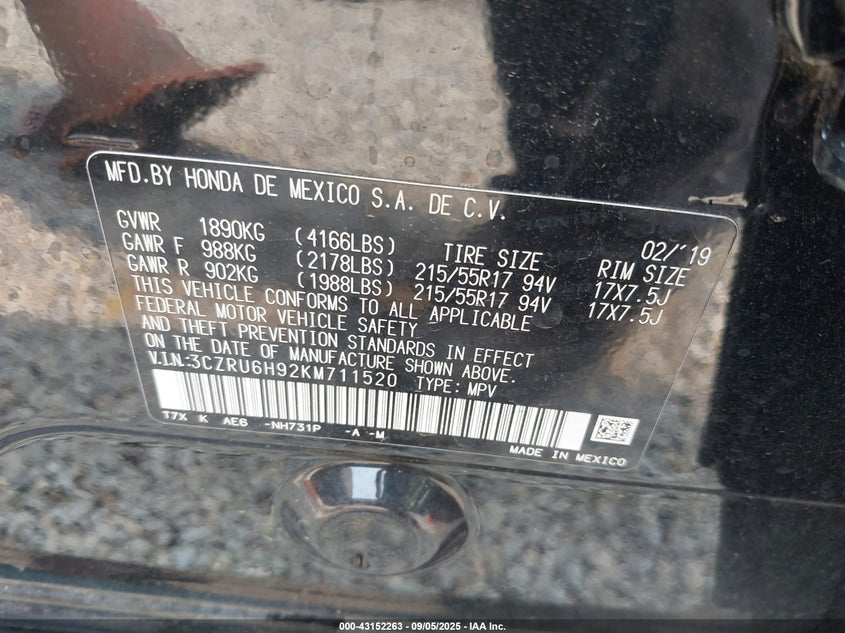 MFD.BY HONDA DE MEXICO S.A. DE C.V.
02/'19
GVWR 1890KG (4166LBS) TIRE SIZE RIM SIZE
GAWR F 988KG (2178LBS) 215/55R17 94V 17X7.5J
GAWR R 902KG (1988LBS) 215/55R17 94V 17X7.5J
THIS VEHICLE CONFORMS TO ALL APPLICABLE
FEDERAL MOTOR VEHICLE SAFETY
AND THEFT PREVENTION STANDARDS IN EFFECT
ON THE DATE OF MANUFACTURE SHOWN ABOVE.
V.I.N:3CZRU6H92KM711520 TYPE: MPV
T7X K AE6 -NH731P -A -M
MADE IN MEXICO
000-43152263 - 09/05/2025 - IAA Inc.